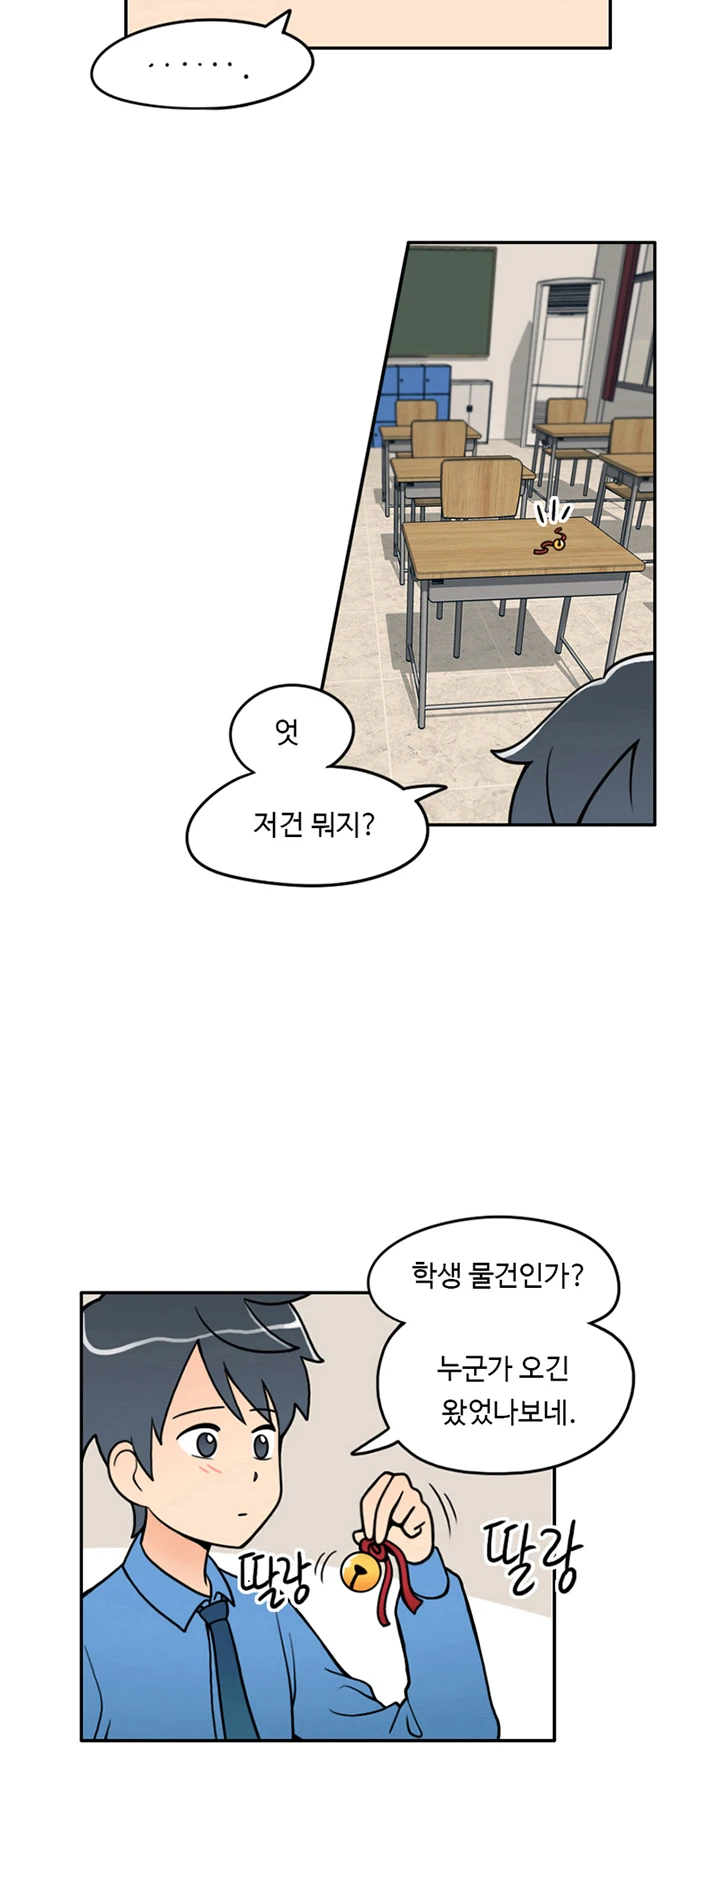 .......
엇
저건 뭐지?
학생 물건인가?
누군가 오긴
왔었나보네.
딸랑
딸랑